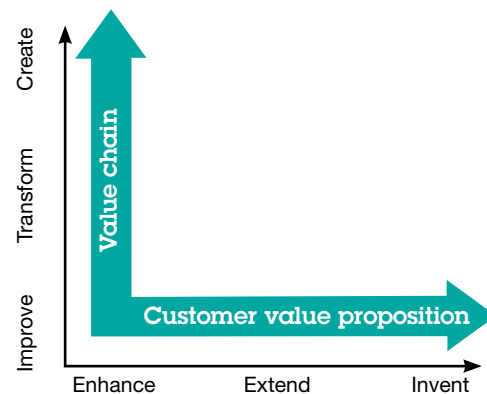 Create
Transform
Improve
Value chain
Customer value proposition
Enhance
Extend
Invent